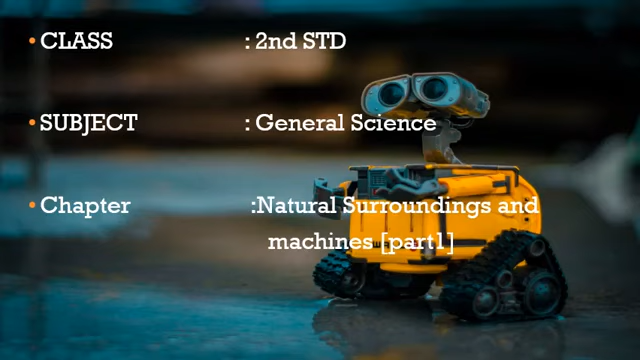 • CLASS : 2nd STD
• SUBJECT : General Science
• Chapter :Natural Surroundings and
machines [part1]